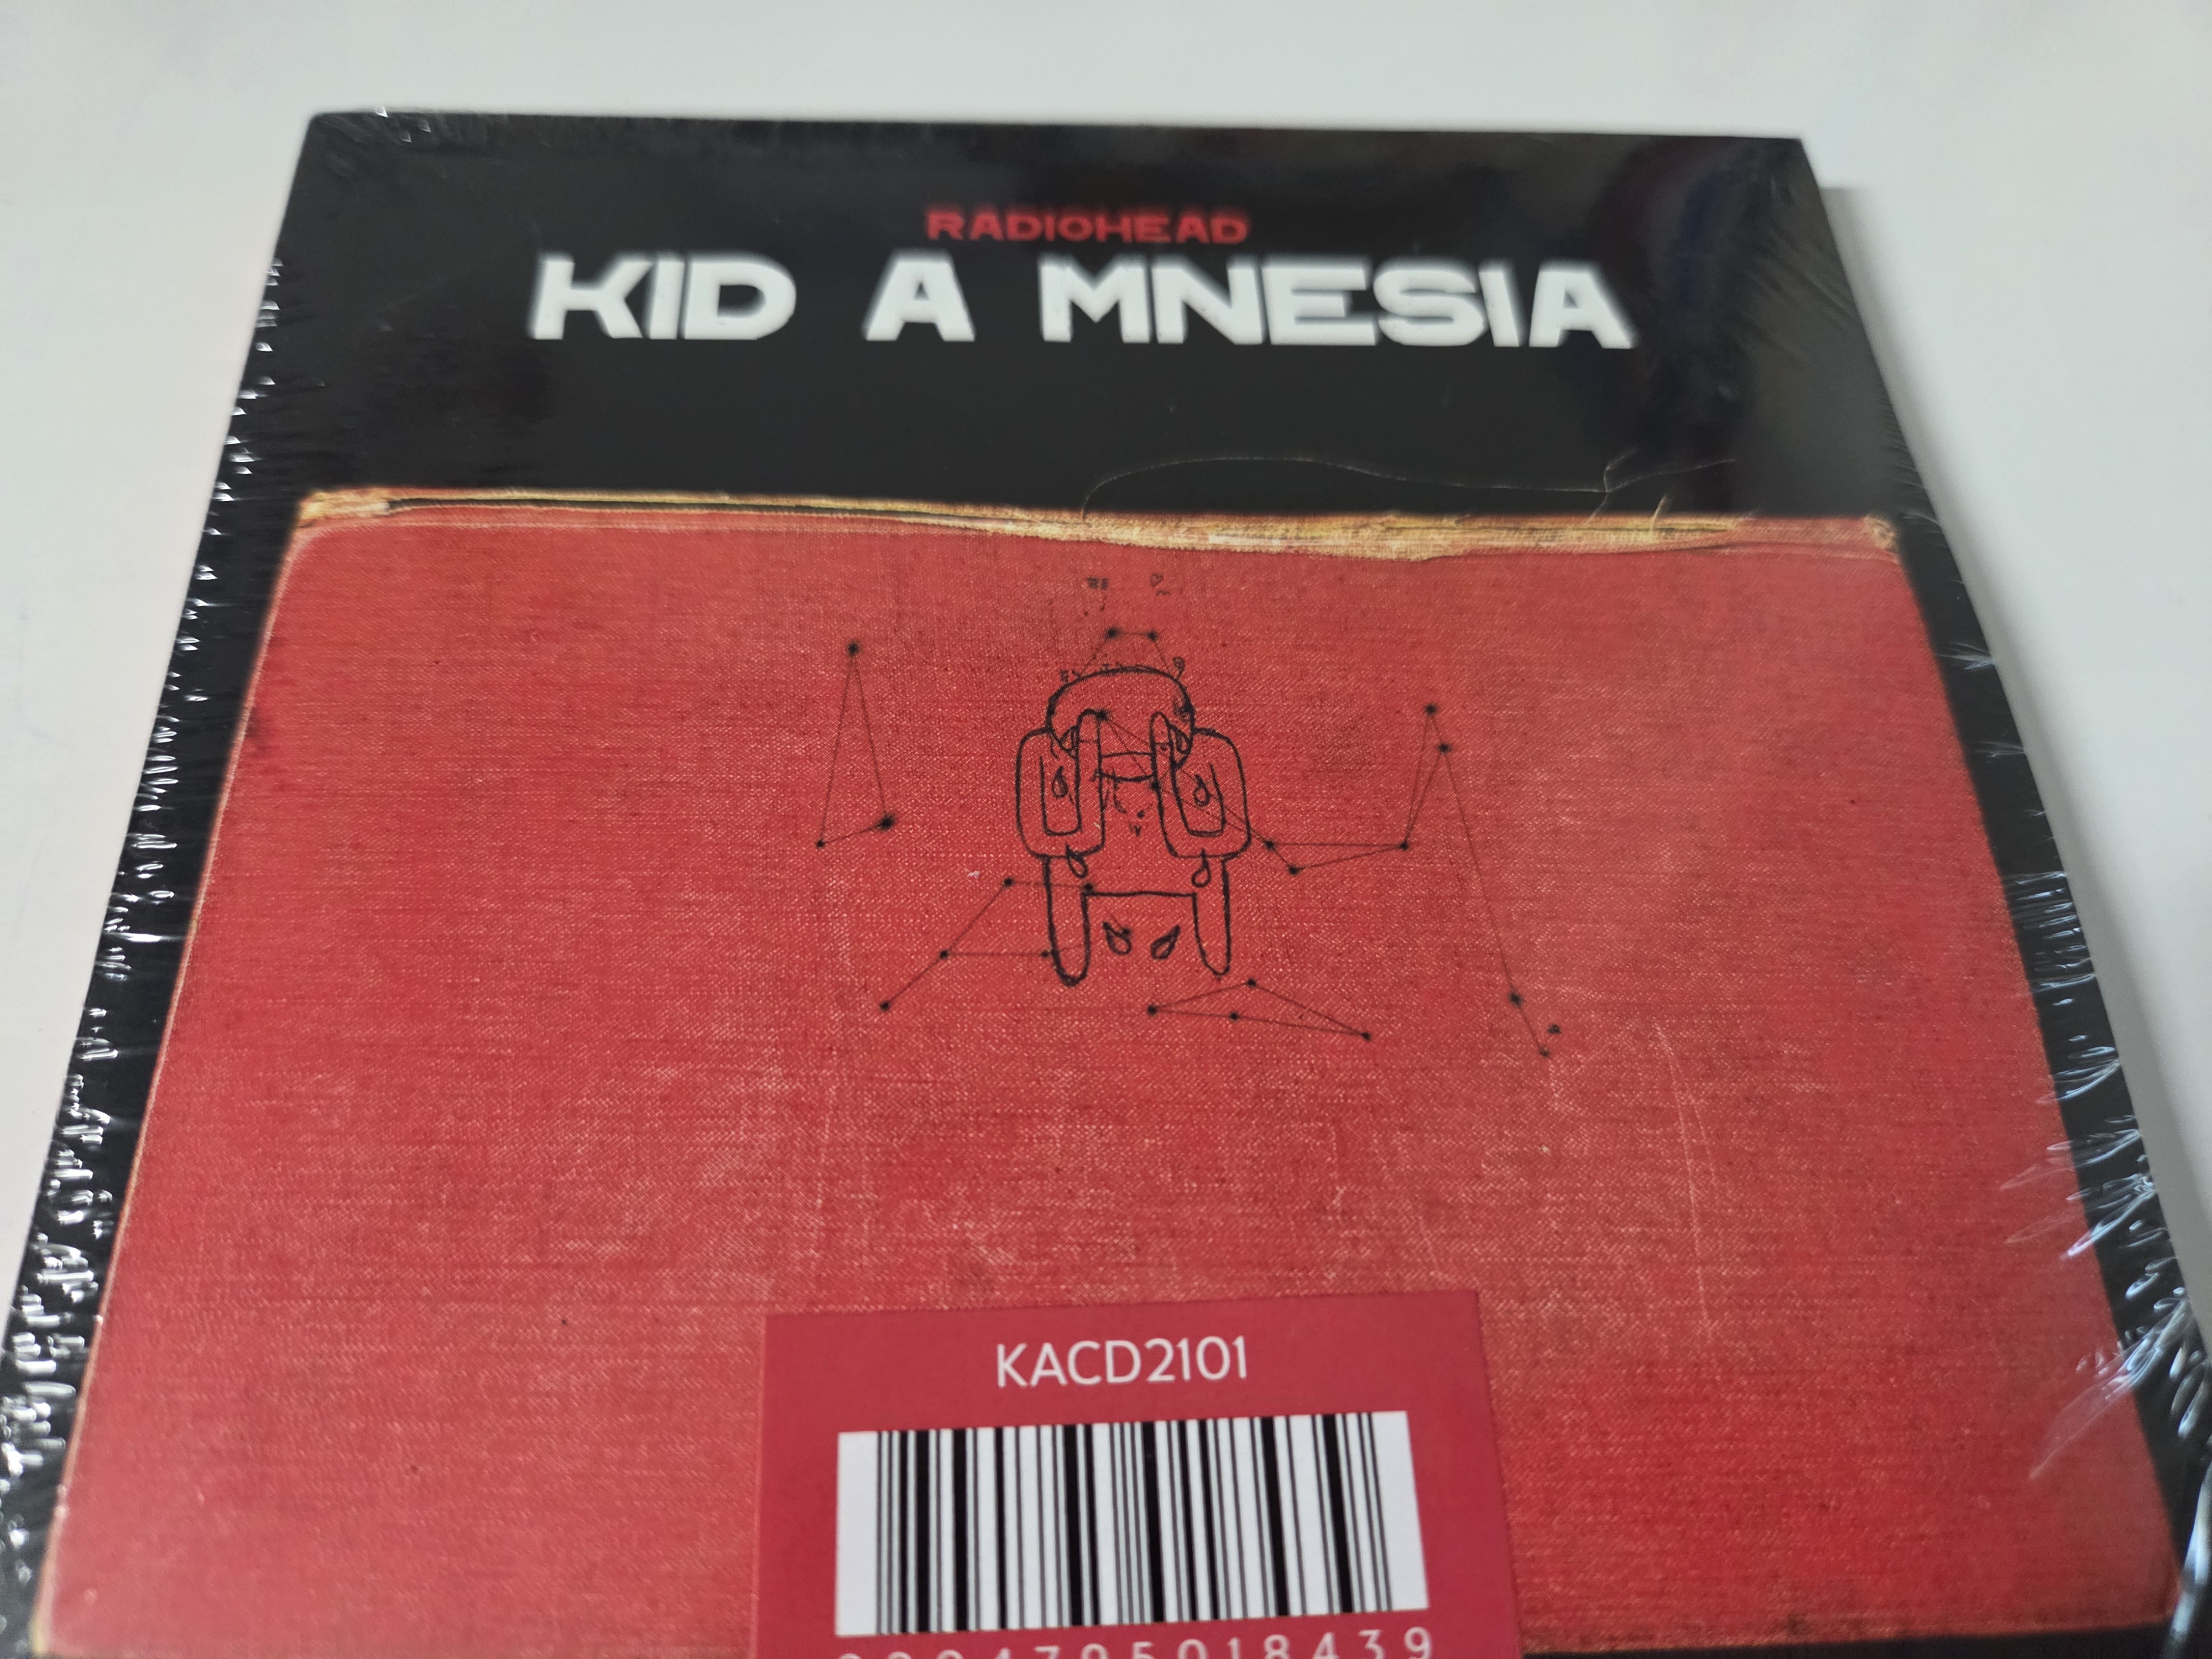 RADIOHEAD
KID A MNESIA
KACD2101